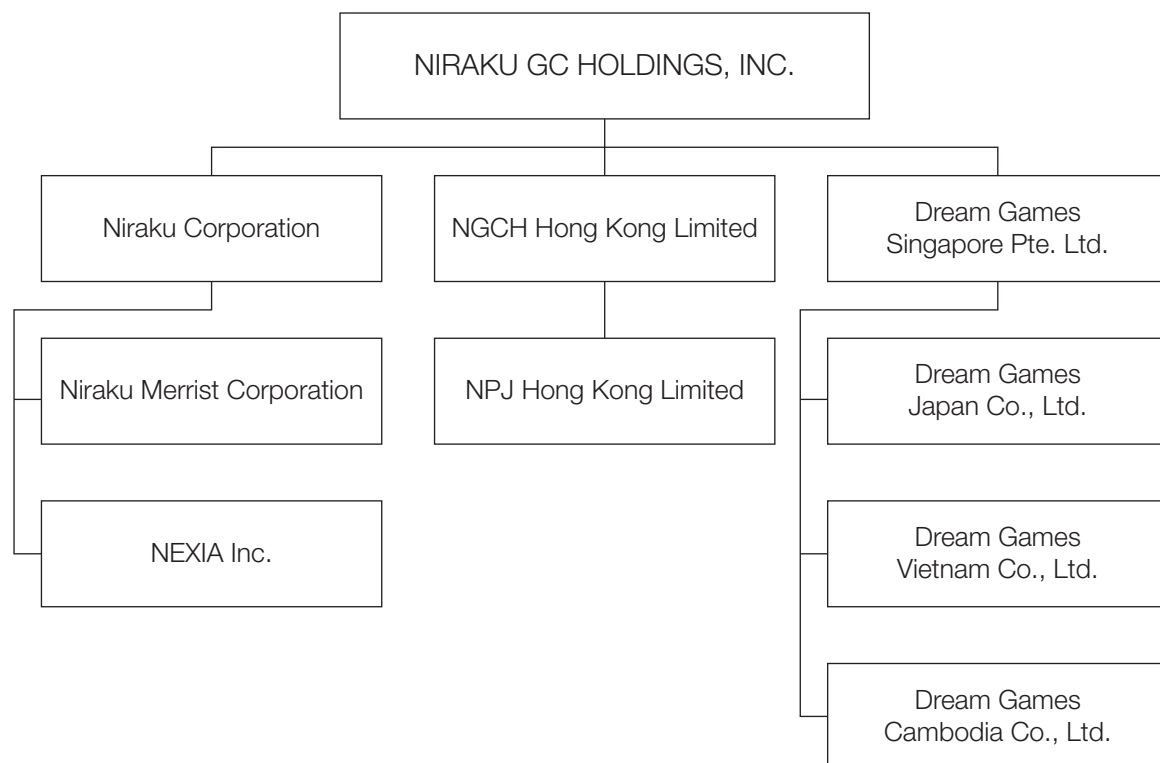 NIRAKU GC HOLDINGS, INC.
Niraku Corporation
NGCH Hong Kong Limited
Dream Games
Singapore Pte. Ltd.
Niraku Merrist Corporation
NPJ Hong Kong Limited
Dream Games
Japan Co., Ltd.
NEXIA Inc.
Dream Games
Vietnam Co., Ltd.
Dream Games
Cambodia Co., Ltd.